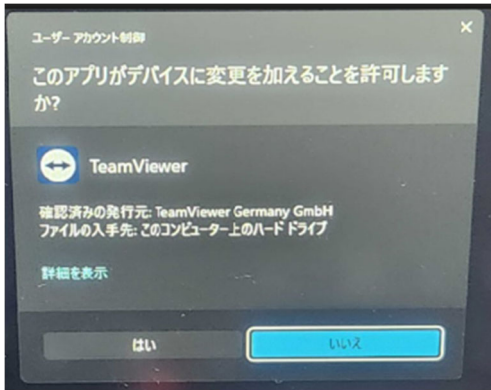 ユーザー アカウント制御
このアプリがデバイスに変更を加えることを許可します
か?
TeamViewer
確認済みの発行元: TeamViewer Germany GmbH
ファイルの入手先: このコンピューター上のハード ドライブ
詳細を表示
はい
いいえ